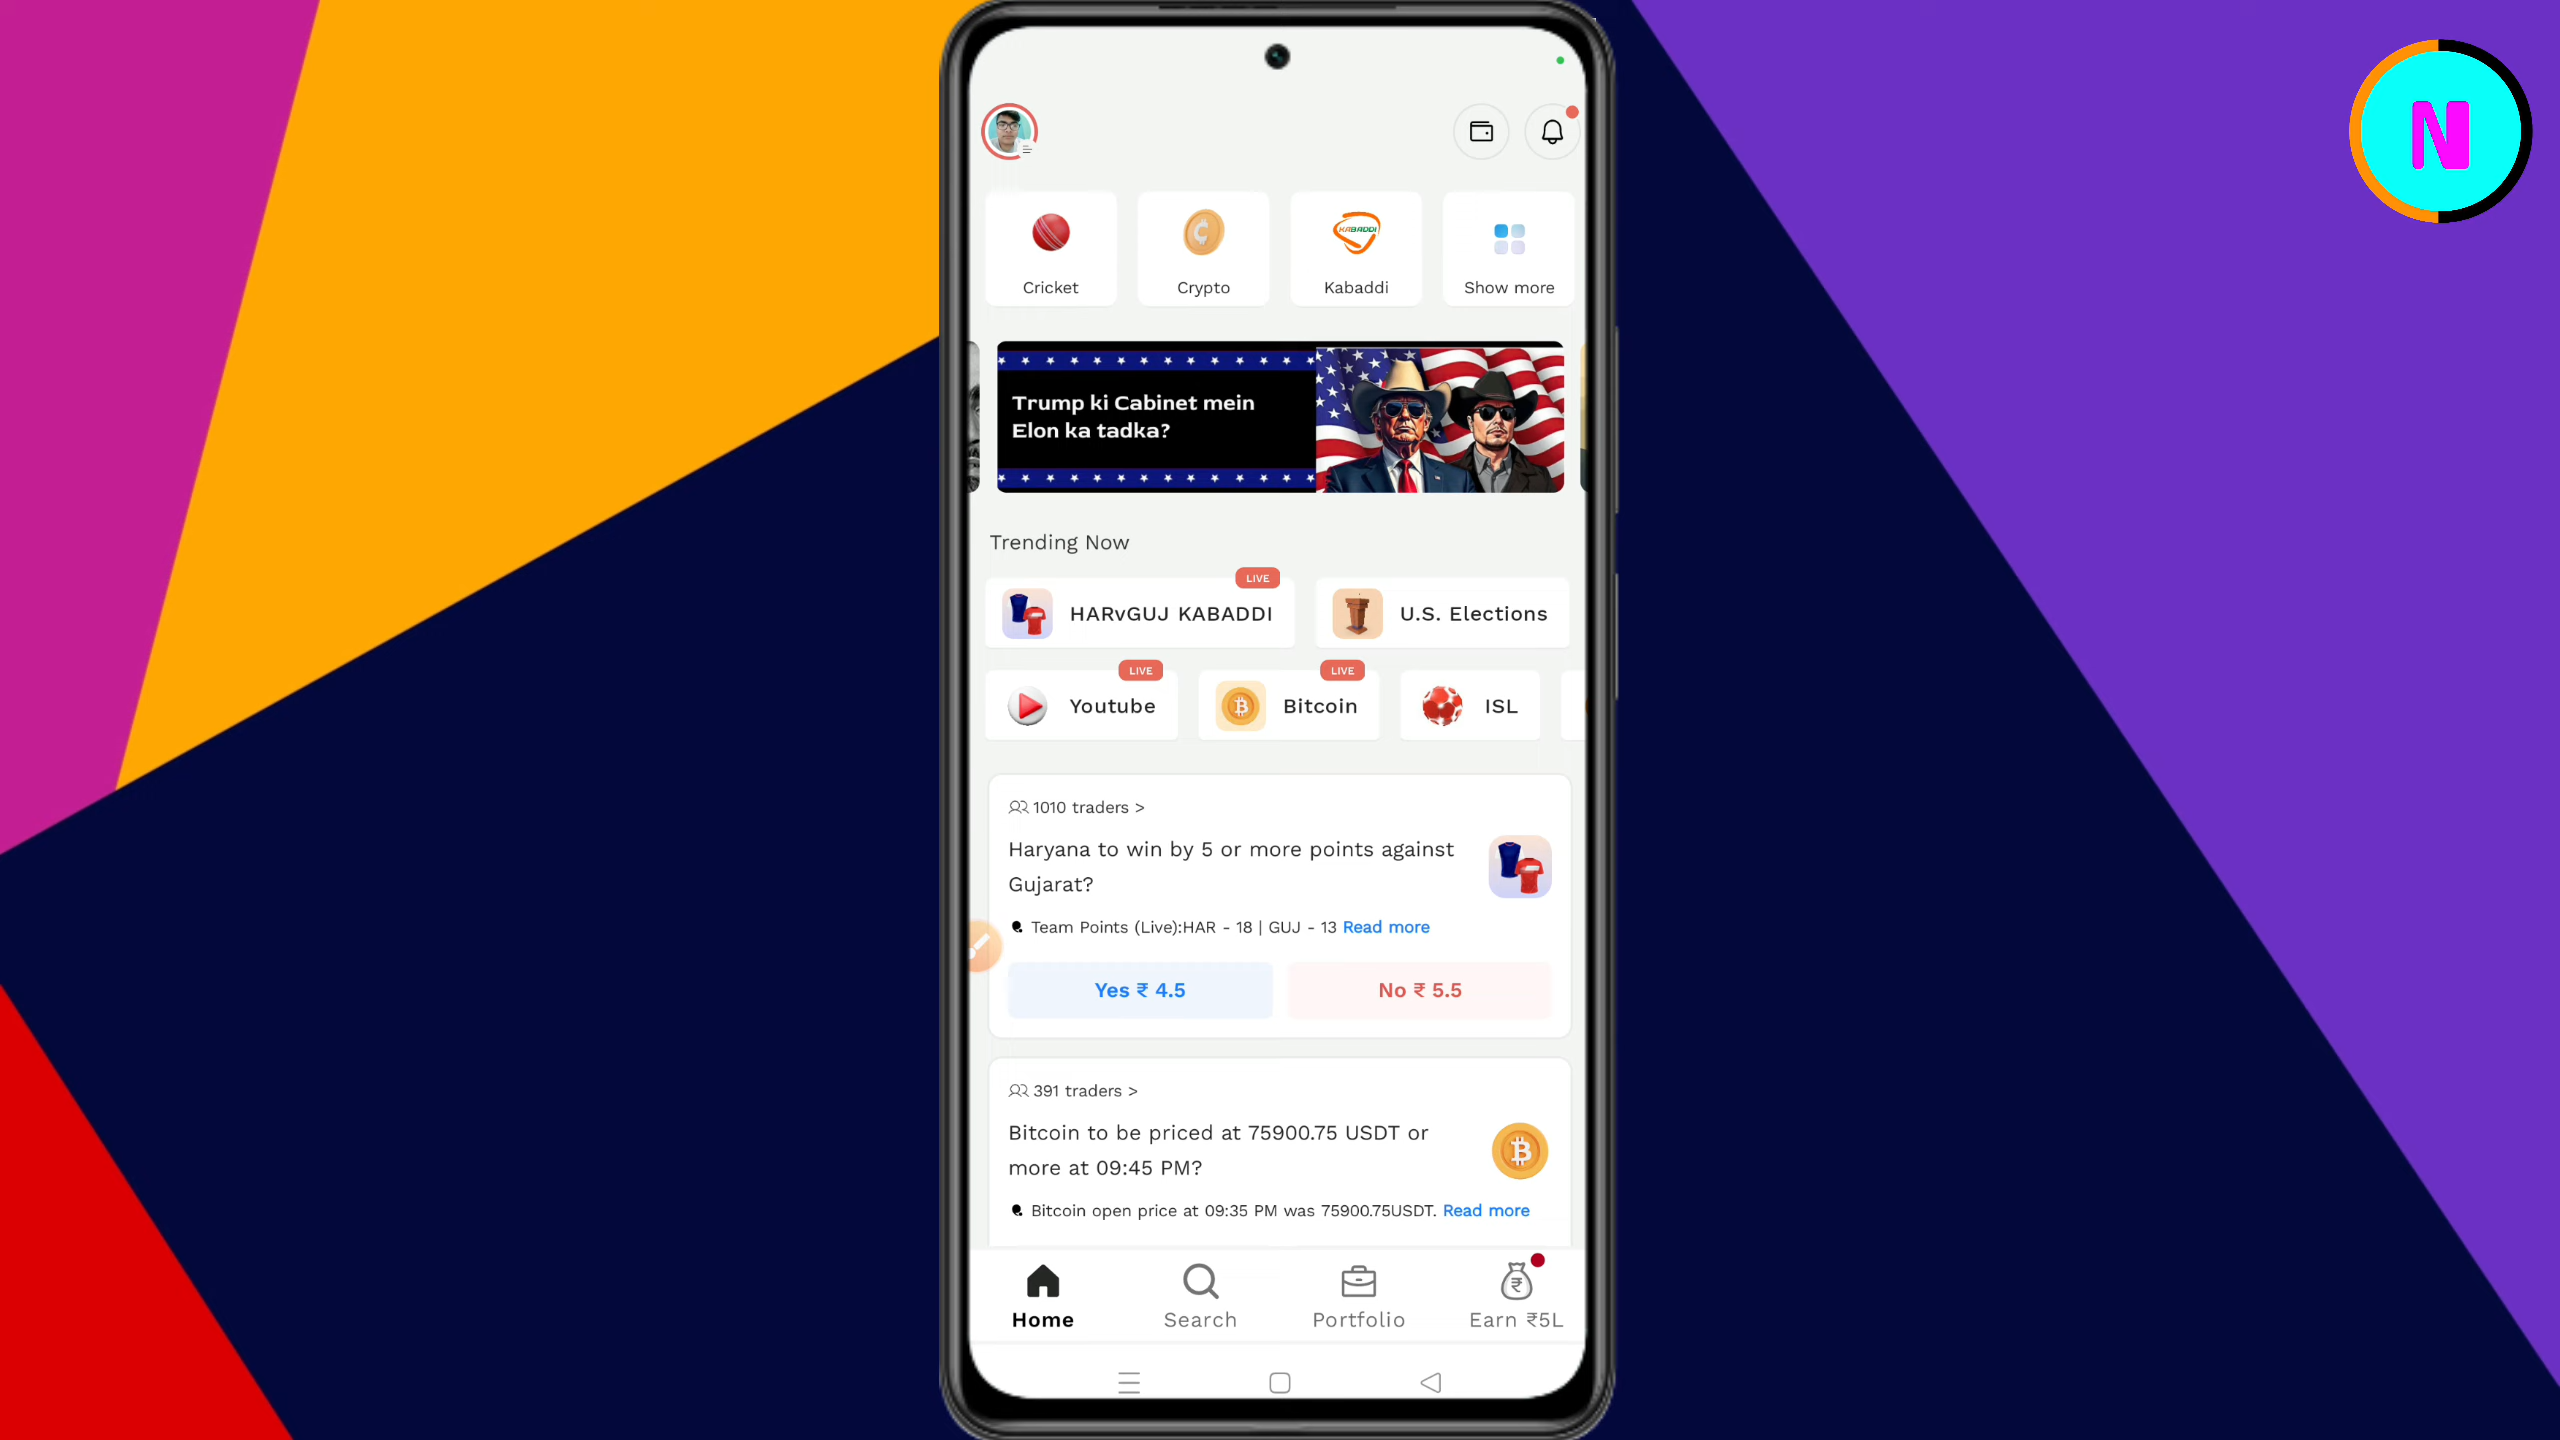 N
Cricket
Crypto
KABADDI
Kabaddi
Show more
Trump ki Cabinet mein
Elon ka tadka?
Trending Now
LIVE
HARvGUJ KABADDI
U.S. Elections
LIVE
LIVE
Youtube
Bitcoin
ISL
1010 traders >
Haryana to win by 5 or more points against
Gujarat?
Team Points (Live):HAR - 18 | GUJ - 13 Read more
Yes ₹ 4.5
No ₹ 5.5
391 traders >
Bitcoin to be priced at 75900.75 USDT or
more at 09:45 PM?
Bitcoin open price at 09:35 PM was 75900.75USDT. Read more
Home
Search
Portfolio
Earn ₹5L